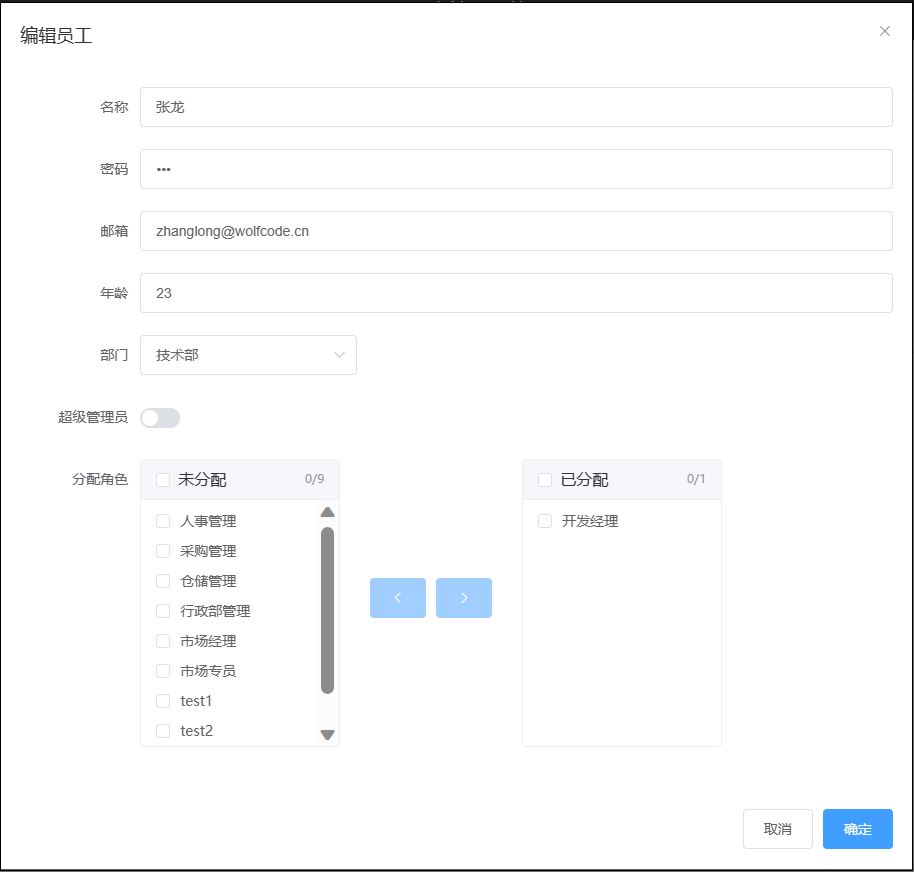 编辑员工
名称 张龙
密码 •••
邮箱 zhanglong@wolfcode.cn
年龄 23
部门 技术部
超级管理员
分配角色
未分配 0/9
人事管理
采购管理
仓储管理
行政部管理
市场经理
市场专员
test1
test2
已分配 0/1
开发经理
取消 确定